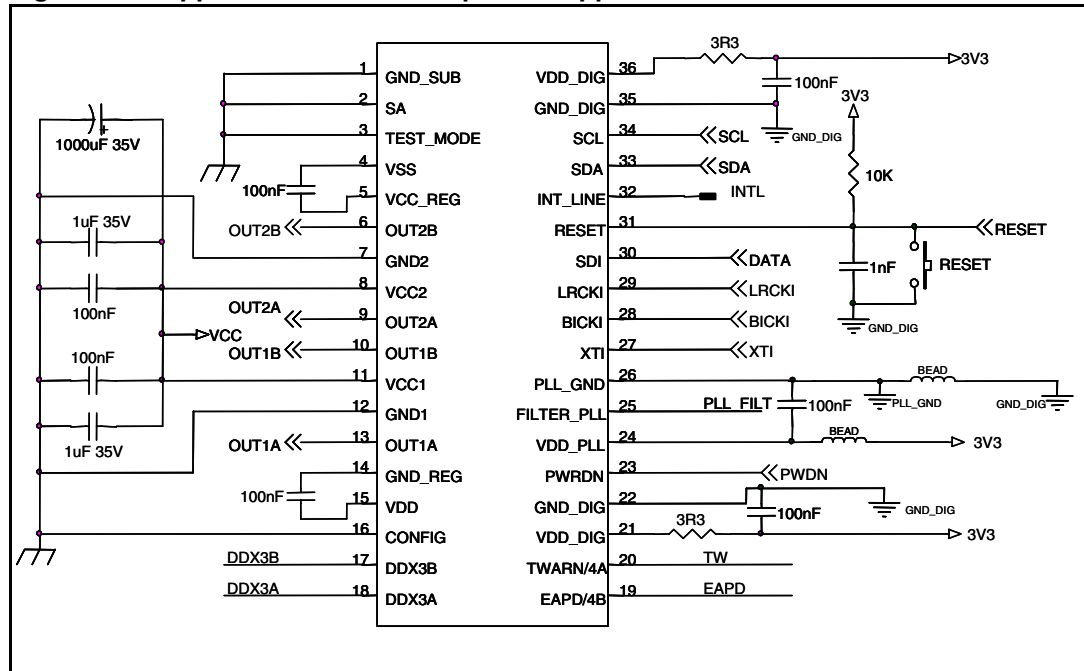 3R3
3V3
1
GND_SUB
VDD_DIG
36
100nF
2
SA
GND_DIG
35
3V3
1000uF 35V
3
TEST_MODE
SCL
34
SCL
GND_DIG
4
VSS
SDA
33
SDA
100nF
5
VCC_REG
INT_LINE
32
INTL
10K
1uF 35V
OUT2B
6
OUT2B
RESET
31
RESET
7
GND2
SDI
30
DATA
1nF
RESET
8
VCC2
LRCKI
29
LRCKI
100nF
OUT2A
9
OUT2A
BICKI
28
BICKI
GND_DIG
VCC
OUT1B
10
OUT1B
XTI
27
XTI
100nF
11
VCC1
PLL_GND
26
BEAD
12
GND1
FILTER_PLL
25
PLL_FILT
100nF
PLL_GND
GND_DIG
1uF 35V
OUT1A
13
OUT1A
VDD_PLL
24
BEAD
3V3
14
GND_REG
PWRDN
23
PWDN
100nF
15
VDD
GND_DIG
22
100nF
GND_DIG
16
CONFIG
VDD_DIG
21
3R3
3V3
DDX3B
17
DDX3B
TWARN/4A
20
TW
DDX3A
18
DDX3A
EAPD/4B
19
EAPD